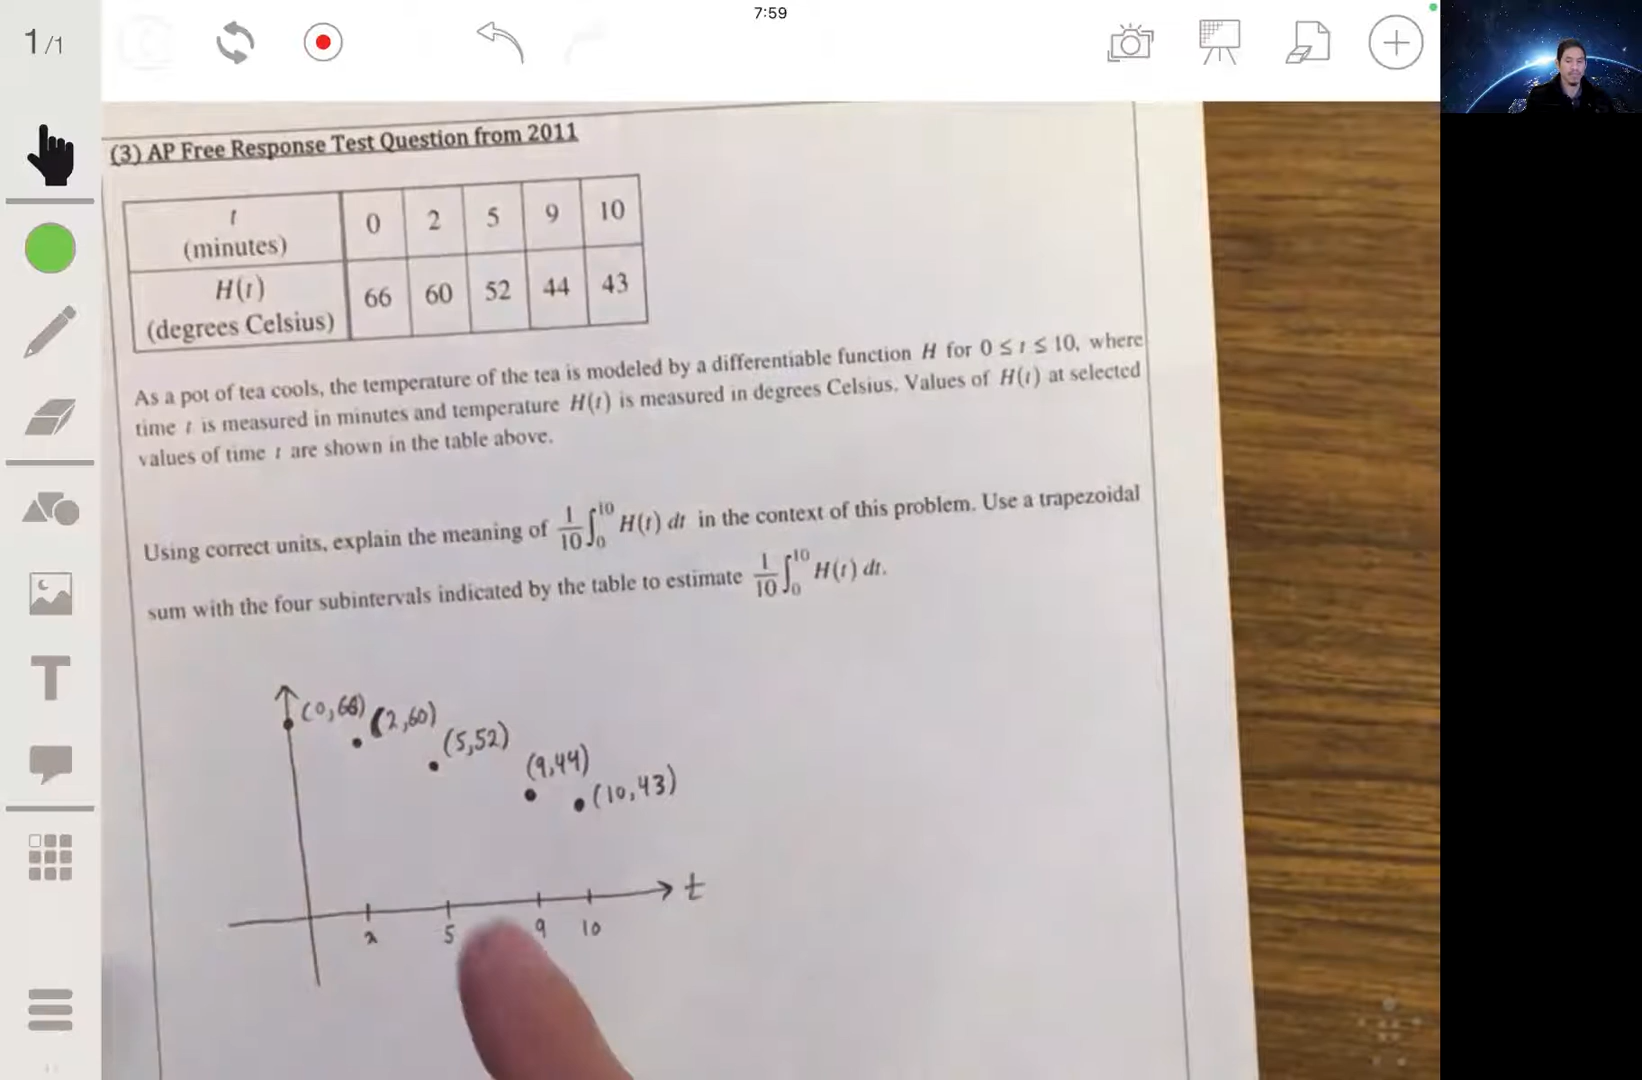 7:59
1/1
(3) AP Free Response Test Question from 2011
t (minutes) 0 2 5 9 10
H(t) (degrees Celsius) 66 60 52 44 43
As a pot of tea cools, the temperature of the tea is modeled by a differentiable function H for 0 ≤ t ≤ 10, where
time t is measured in minutes and temperature H(t) is measured in degrees Celsius. Values of H(t) at selected
values of time t are shown in the table above.
Using correct units, explain the meaning of 1/10 ∫₀¹⁰ H(t) dt in the context of this problem. Use a trapezoidal
sum with the four subintervals indicated by the table to estimate 1/10 ∫₀¹⁰ H(t) dt.
(0,66) (2,60)
(5,52)
(9,44)
(10,43)
t
2 5 9 10
T